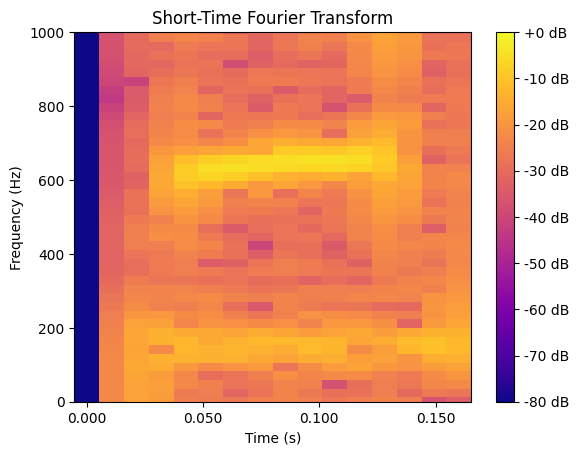 Short-Time Fourier Transform
Frequency (Hz)
1000
800
600
400
200
0
0.000 0.050 0.100 0.150
Time (s)
+0 dB
-10 dB
-20 dB
-30 dB
-40 dB
-50 dB
-60 dB
-70 dB
-80 dB